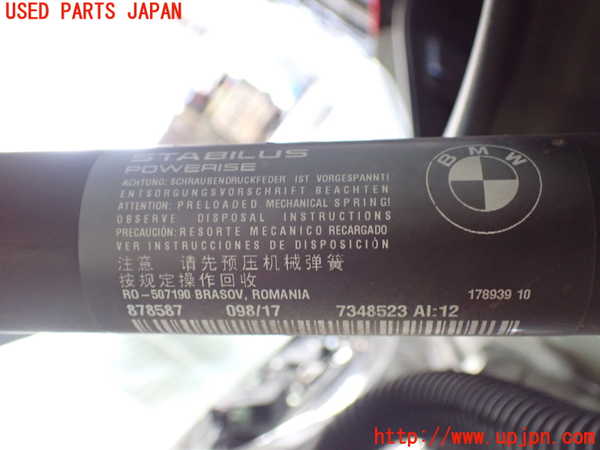 USED PARTS JAPAN
STABILUS
POWERISE
BMW
ACHTUNG: SCHRAUBENDRUCKFEDER IST VORGESPANNT!
ENTSORGUNGSVORSCHRIFT BEACHTEN
ATTENTION: PRELOADED MECHANICAL SPRING!
OBSERVE DISPOSAL INSTRUCTIONS
PRECAUCIÓN: RESORTE MECANICO RECARGADO
VER INSTRUCCIONES DE DISPOSICIÓN
注意 请先预压机械弹簧
按规定操作回收
RO-507190 BRASOV, ROMANIA 178939 10
878587 098/17 7348523 AI:12
http://www.upjpn.com/